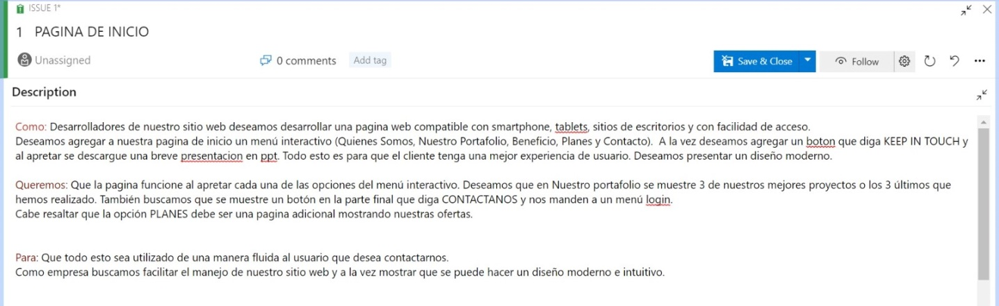 ISSUE 1*
1 PAGINA DE INICIO
Unassigned 0 comments Add tag Save & Close Follow
Description
Como: Desarrolladores de nuestro sitio web deseamos desarrollar una pagina web compatible con smartphone, tablets, sitios de escritorios y con facilidad de acceso.
Deseamos agregar a nuestra pagina de inicio un menú interactivo (Quienes Somos, Nuestro Portafolio, Beneficio, Planes y Contacto). A la vez deseamos agregar un boton que diga KEEP IN TOUCH y
al apretar se descargue una breve presentacion en ppt. Todo esto es para que el cliente tenga una mejor experiencia de usuario. Deseamos presentar un diseño moderno.
Queremos: Que la pagina funcione al apretar cada una de las opciones del menú interactivo. Deseamos que en Nuestro portafolio se muestre 3 de nuestros mejores proyectos o los 3 últimos que
hemos realizado. También buscamos que se muestre un botón en la parte final que diga CONTACTANOS y nos manden a un menú login.
Cabe resaltar que la opción PLANES debe ser una pagina adicional mostrando nuestras ofertas.
Para: Que todo esto sea utilizado de una manera fluida al usuario que desea contactarnos.
Como empresa buscamos facilitar el manejo de nuestro sitio web y a la vez mostrar que se puede hacer un diseño moderno e intuitivo.